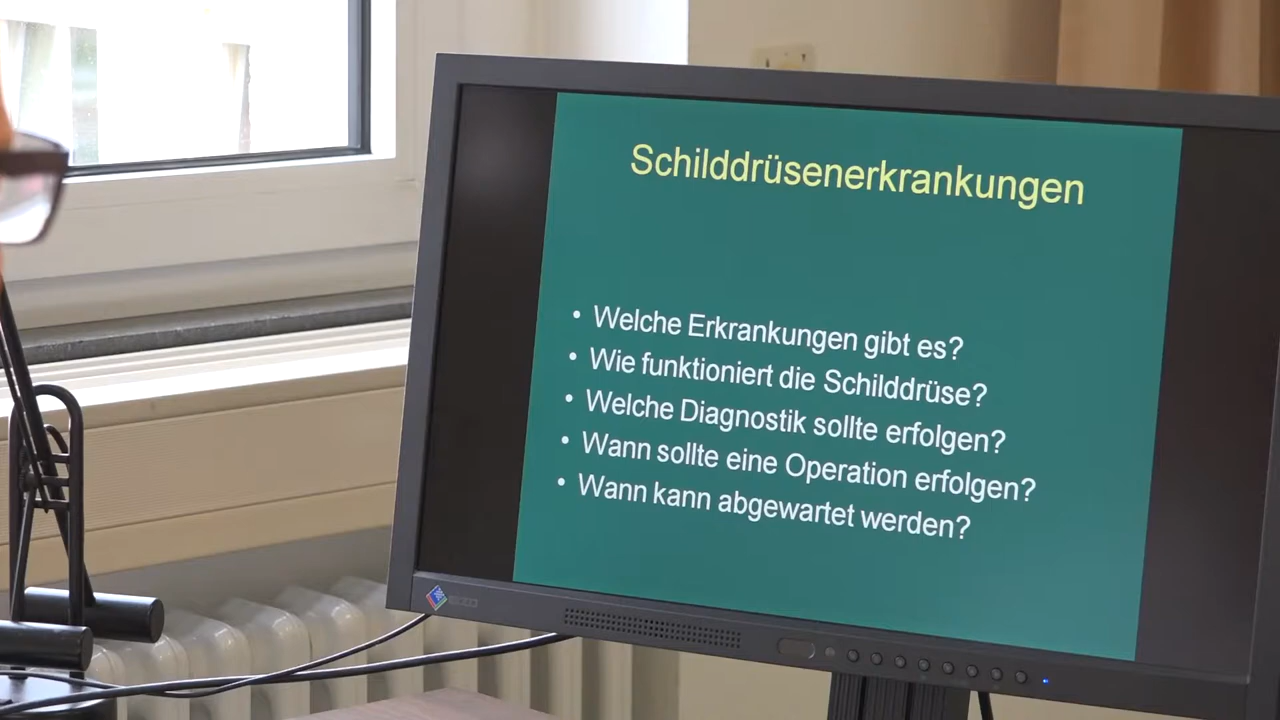 Schilddrüsenerkrankungen
• Welche Erkrankungen gibt es?
• Wie funktioniert die Schilddrüse?
• Welche Diagnostik sollte erfolgen?
• Wann sollte eine Operation erfolgen?
• Wann kann abgewartet werden?
EIZO